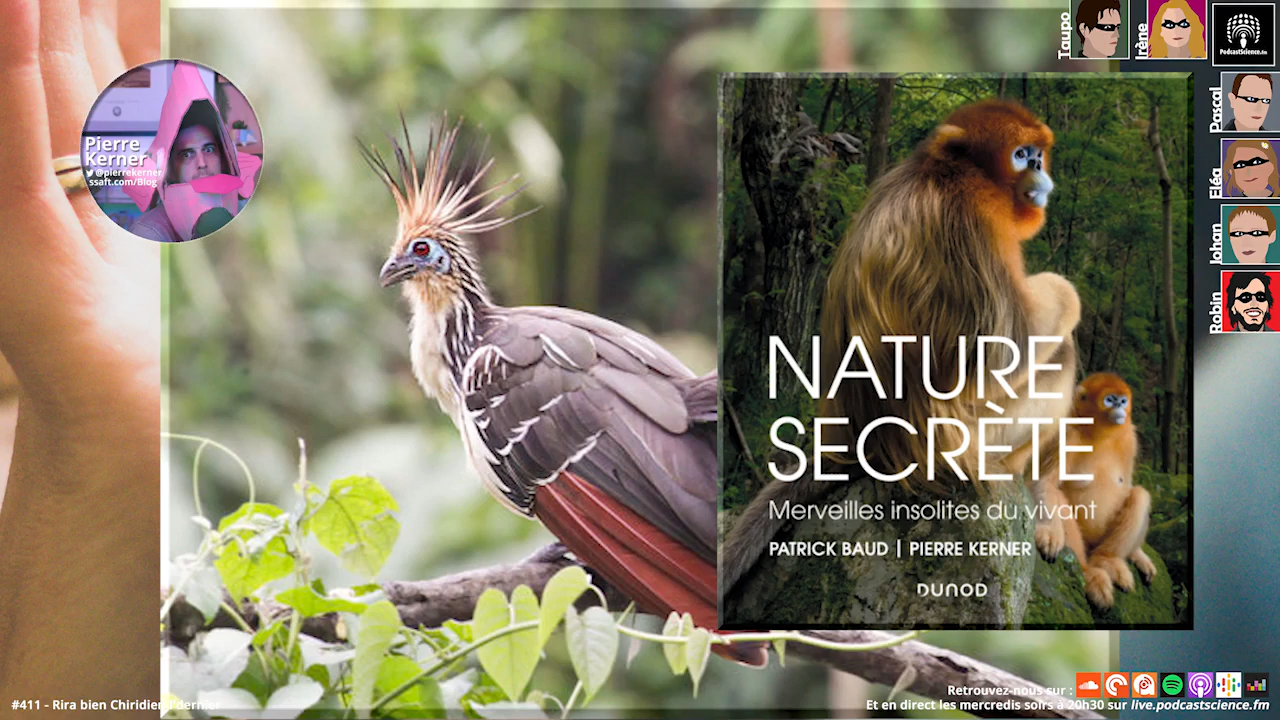 Taupo
Irène
PodcastScience.fm
Pascal
Eléa
Johan
Robin
Pierre
Kerner
@pierrekerner
ssaft.com/Blog
NATURE
SECRÈTE
Merveilles insolites du vivant
PATRICK BAUD | PIERRE KERNER
DUNOD
#411 - Rira bien Chiridien dernier
Retrouvez-nous sur :
Et en direct les mercredis soirs à 20h30 sur live.podcastscience.fm